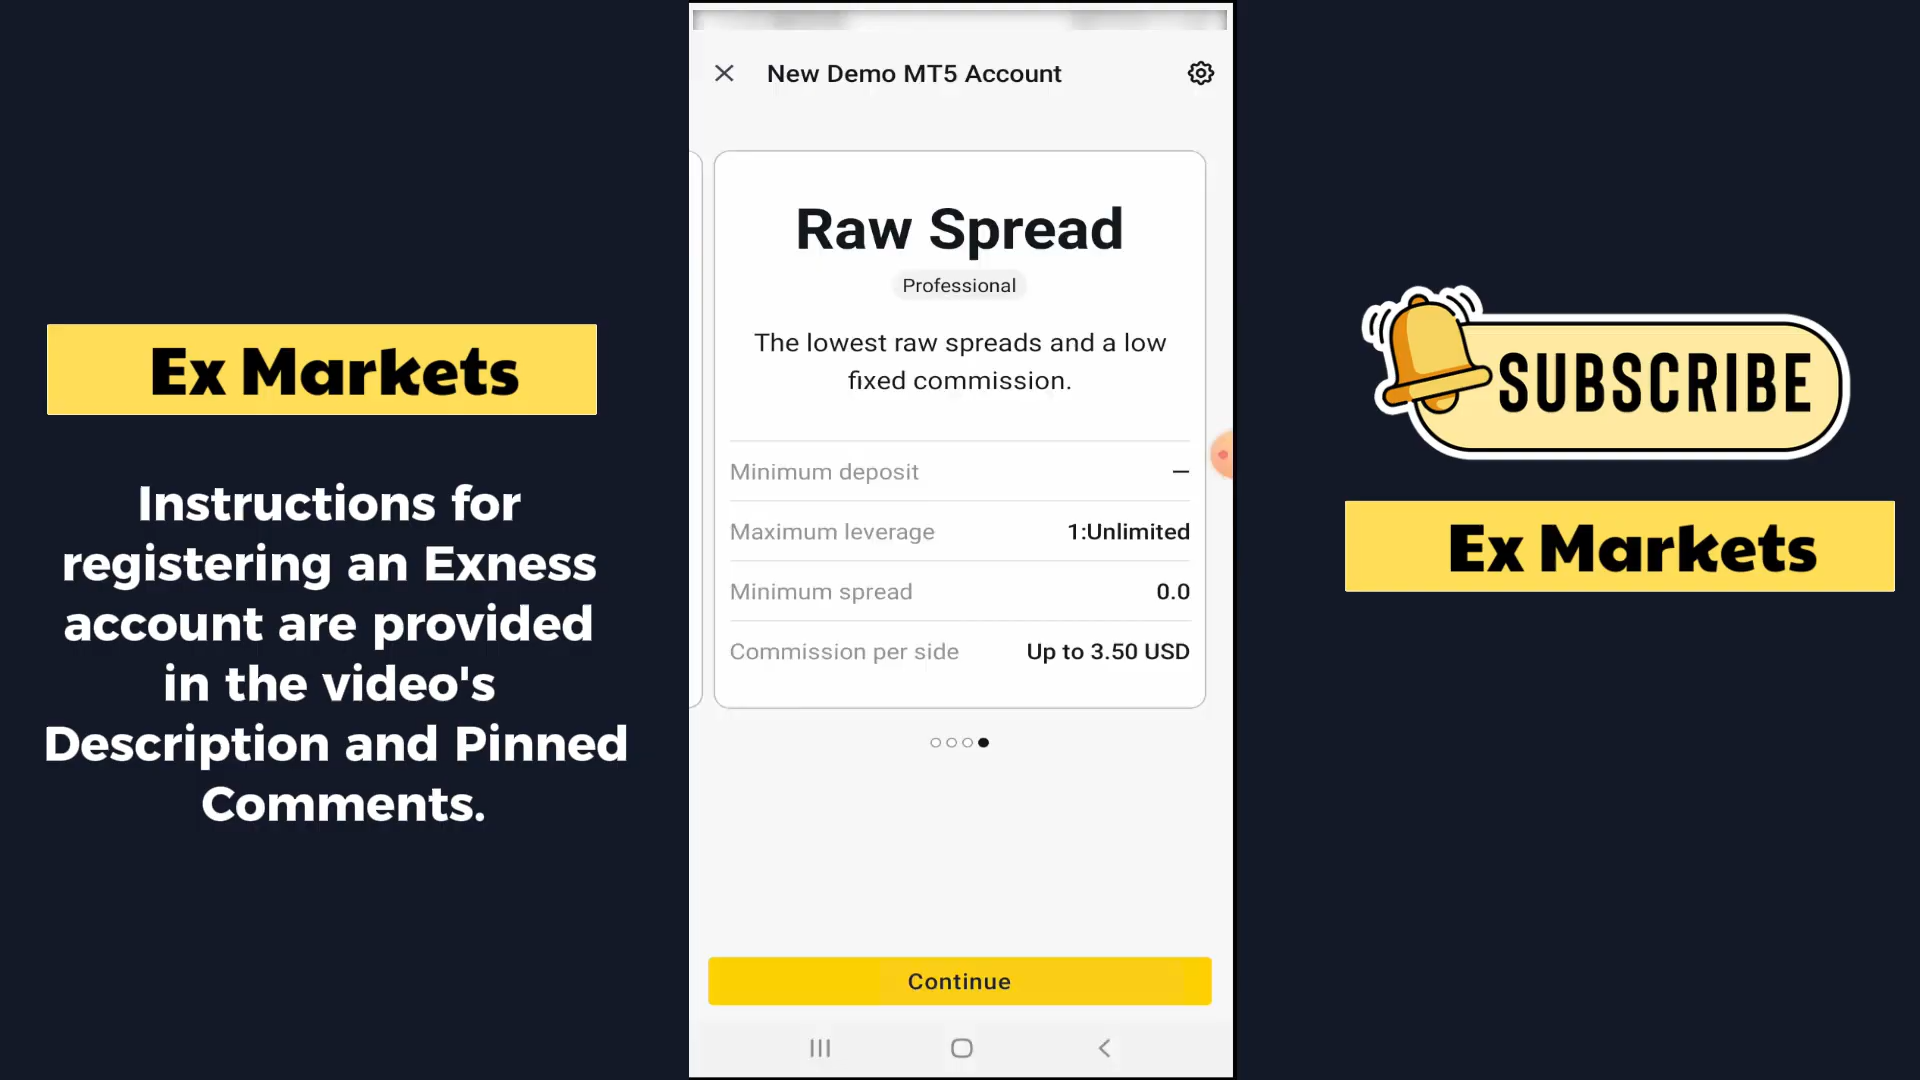 Ex Markets
Instructions for
registering an Exness
account are provided
in the video's
Description and Pinned
Comments.
New Demo MT5 Account
Raw Spread
Professional
The lowest raw spreads and a low
fixed commission.
Minimum deposit –
Maximum leverage 1:Unlimited
Minimum spread 0.0
Commission per side Up to 3.50 USD
Continue
SUBSCRIBE
Ex Markets